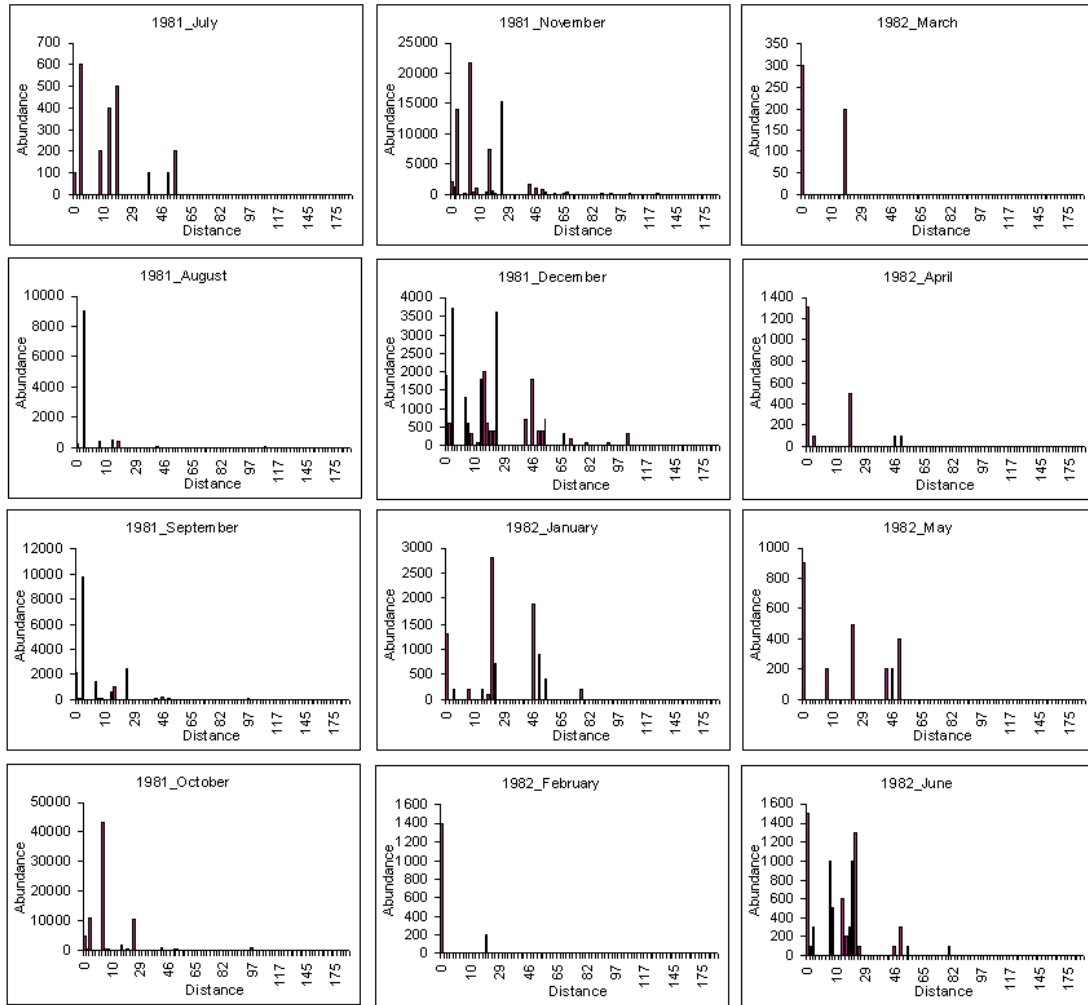 1981_July
700
600
500
400
300
200
100
0
Abundance
0 10 29 46 65 82 97 117 145 175
Distance
1981_November
25000
20000
15000
10000
5000
0
Abundance
0 10 29 46 65 82 97 117 145 175
Distance
1982_March
350
300
250
200
150
100
50
0
Abundance
0 10 29 46 65 82 97 117 145 175
Distance
1981_August
10000
8000
6000
4000
2000
0
Abundance
0 10 29 46 65 82 97 117 145 175
Distance
1981_December
4000
3500
3000
2500
2000
1500
1000
500
0
Abundance
0 10 29 46 65 82 97 117 145 175
Distance
1982_April
1400
1200
1000
800
600
400
200
0
Abundance
0 10 29 46 65 82 97 117 145 175
Distance
1981_September
12000
10000
8000
6000
4000
2000
0
Abundance
0 10 29 46 65 82 97 117 145 175
Distance
1982_January
3000
2500
2000
1500
1000
500
0
Abundance
0 10 29 46 65 82 97 117 145 175
Distance
1982_May
1000
800
600
400
200
0
Abundance
0 10 29 46 65 82 97 117 145 175
Distance
1981_October
50000
40000
30000
20000
10000
0
Abundance
0 10 29 46 65 82 97 117 145 175
Distance
1982_February
1600
1400
1200
1000
800
600
400
200
0
Abundance
0 10 29 46 65 82 97 117 145 175
Distance
1982_June
1600
1400
1200
1000
800
600
400
200
0
Abundance
0 10 29 46 65 82 97 117 145 175
Distance